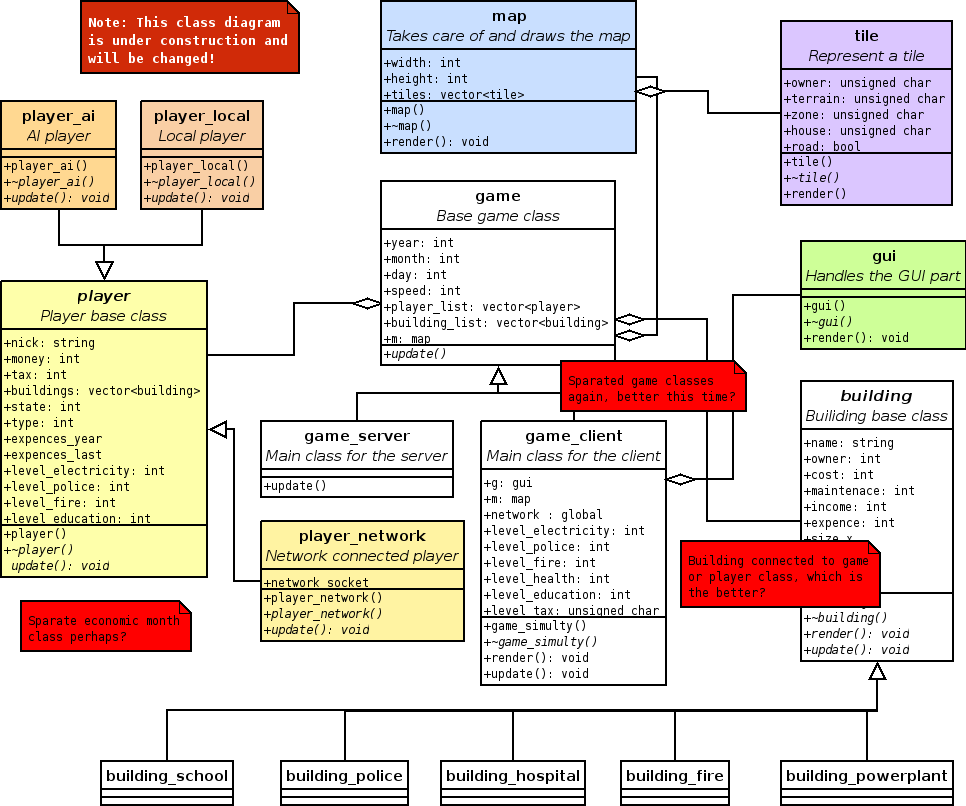 Note: This class diagram
is under construction and
will be changed!
map
Takes care of and draws the map
+width: int
+height: int
+tiles: vector<tile>
+map()
+~map()
+render(): void
tile
Represent a tile
+owner: unsigned char
+terrain: unsigned char
+zone: unsigned char
+house: unsigned char
+road: bool
+tile()
+~tile()
+render()
player_ai
AI player
+player_ai()
+~player_ai()
+update(): void
player_local
Local player
+player_local()
+~player_local()
+update(): void
game
Base game class
+year: int
+month: int
+day: int
+speed: int
+player_list: vector<player>
+building_list: vector<building>
+m: map
+update()
gui
Handles the GUI part
+gui()
+~gui()
+render(): void
player
Player base class
+nick: string
+money: int
+tax: int
+buildings: vector<building>
+state: int
+type: int
+expences_year
+expences_last
+level_electricity: int
+level_police: int
+level_fire: int
+level_education: int
+player()
+~player()
update(): void
Sparated game classes
again, better this time?
building
Builiding base class
+name: string
+owner: int
+cost: int
+maintenace: int
+income: int
+expence: int
+size_x
+~building()
+render(): void
+update(): void
game_server
Main class for the server
+update()
game_client
Main class for the client
+g: gui
+m: map
+network : global
+level_electricity: int
+level_police: int
+level_fire: int
+level_health: int
+level_education: int
+level_tax: unsigned char
+game_simulty()
+~game_simulty()
+render(): void
+update(): void
player_network
Network connected player
+network_socket
+player_network()
+player_network()
+update(): void
Building connected to game
or player class, which is
the better?
Sparate economic month
class perhaps?
building_school
building_police
building_hospital
building_fire
building_powerplant